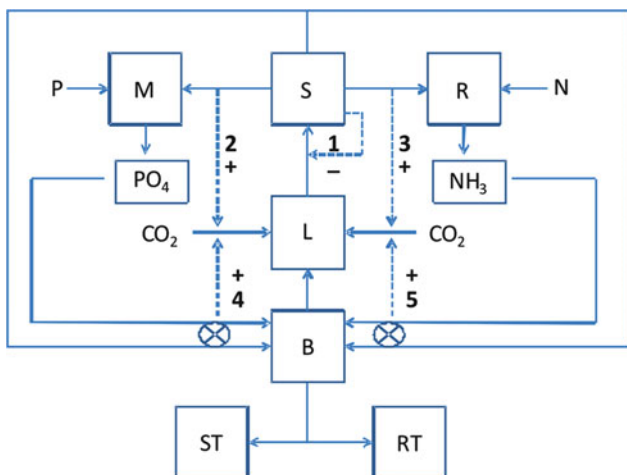 P
M
S
R
N
2
+
1
–
3
+
PO₄
NH₃
CO₂
L
CO₂
+
4
+
5
B
ST
RT